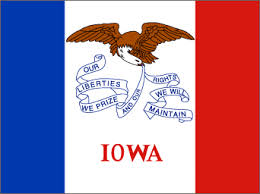 OUR
LIBERTIES
WE PRIZE
AND OUR
RIGHTS
WE WILL
MAINTAIN
IOWA